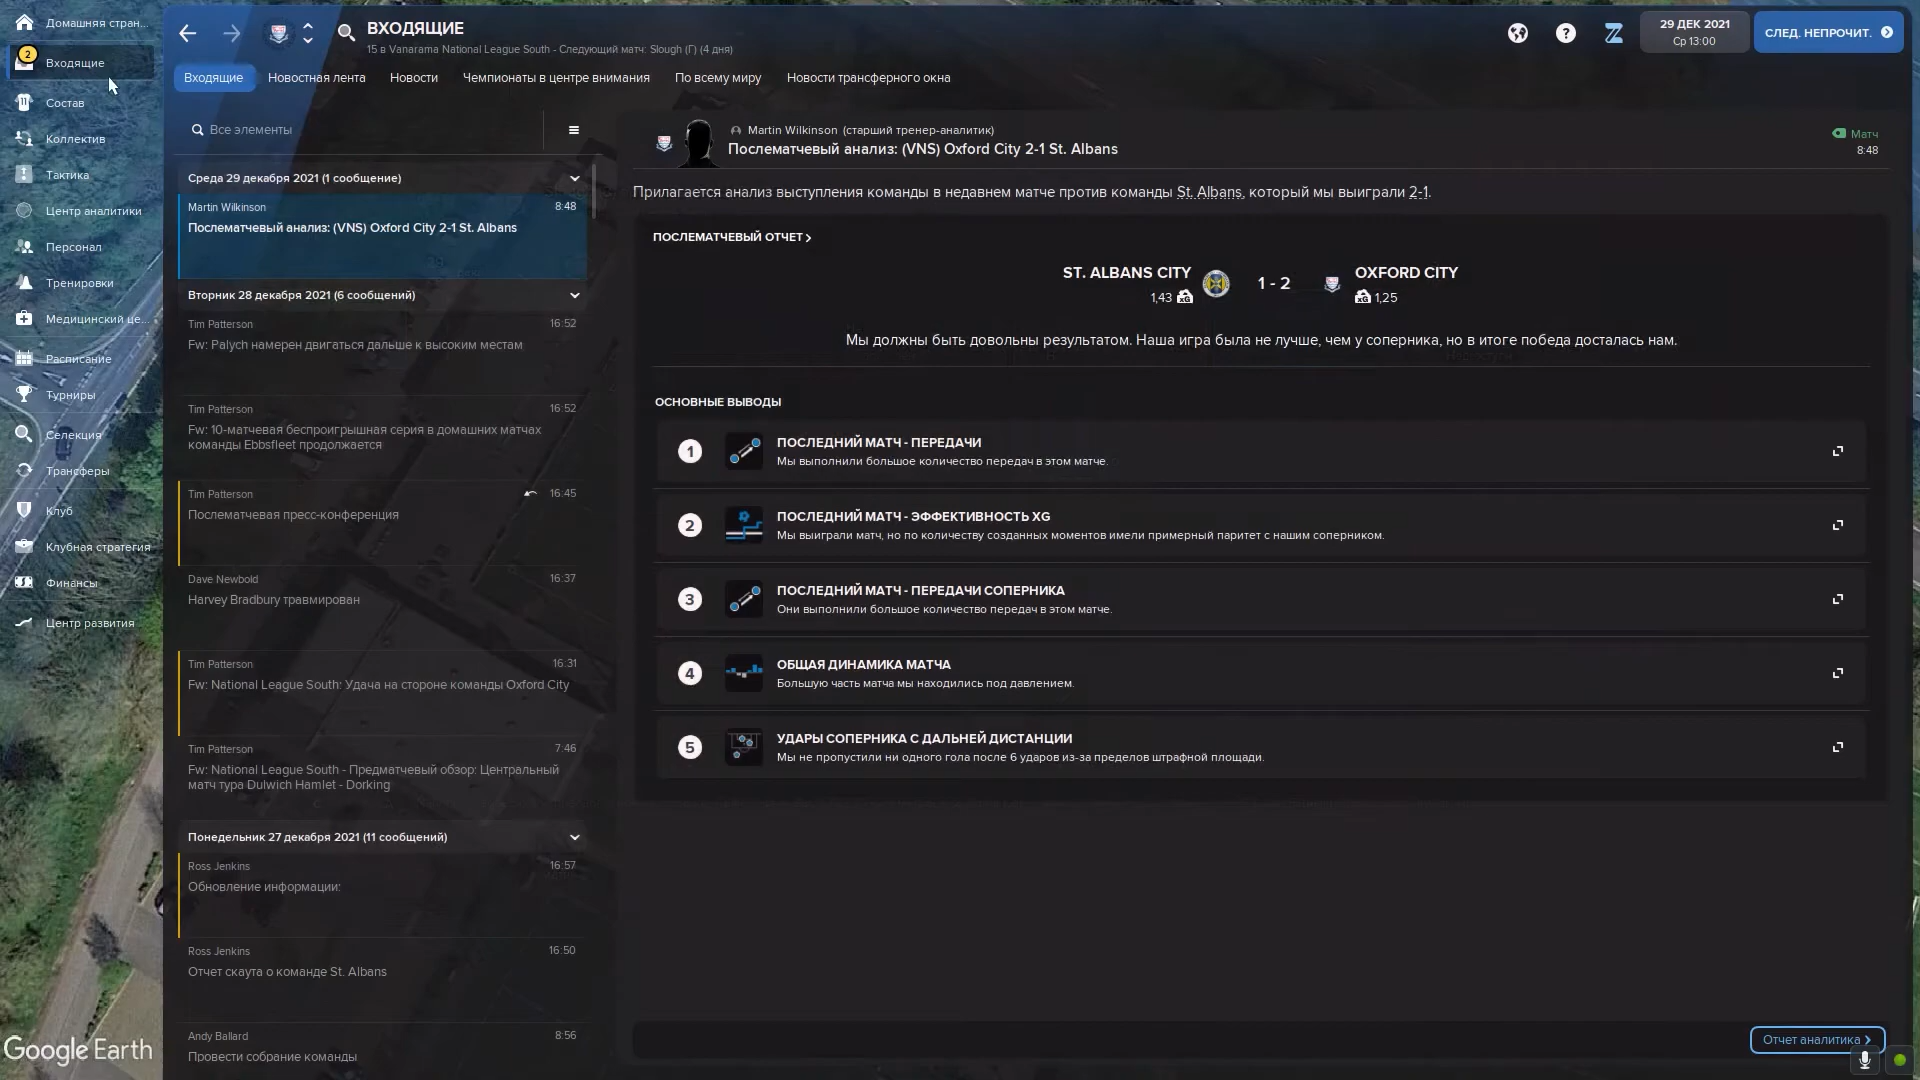 Домашняя стран...
2
Входящие
Состав
Коллектив
Тактика
Центр аналитики
Персонал
Тренировки
Медицинский це...
Расписание
Турниры
Селекция
Трансферы
Клуб
Клубная стратегия
Финансы
Центр развития
Google Earth
ВХОДЯЩИЕ
15 в Vanarama National League South - Следующий матч: Slough (Г) (4 дня)
29 ДЕК 2021
Ср 13:00
СЛЕД. НЕПРОЧИТ.
Входящие Новостная лента Новости Чемпионаты в центре внимания По всему миру Новости трансферного окна
Все элементы
Среда 29 декабря 2021 (1 сообщение)
Martin Wilkinson 8:48
Послематчевый анализ: (VNS) Oxford City 2-1 St. Albans
Вторник 28 декабря 2021 (6 сообщений)
Tim Patterson 16:52
Fw: Palych намерен двигаться дальше к высоким местам
Tim Patterson 16:52
Fw: 10-матчевая беспроигрышная серия в домашних матчах
команды Ebbsfleet продолжается
Tim Patterson 16:45
Послематчевая пресс-конференция
Dave Newbold 16:37
Harvey Bradbury травмирован
Tim Patterson 16:31
Fw: National League South: Удача на стороне команды Oxford City
Tim Patterson 7:46
Fw: National League South - Предматчевый обзор: Центральный
матч тура Dulwich Hamlet - Dorking
Понедельник 27 декабря 2021 (11 сообщений)
Ross Jenkins 16:57
Обновление информации:
Ross Jenkins 16:50
Отчет скаута о команде St. Albans
Andy Ballard 8:56
Провести собрание команды
Martin Wilkinson (старший тренер-аналитик)
Послематчевый анализ: (VNS) Oxford City 2-1 St. Albans
Матч
8:48
Прилагается анализ выступления команды в недавнем матче против команды St. Albans, который мы выиграли 2-1.
ПОСЛЕМАТЧЕВЫЙ ОТЧЕТ
ST. ALBANS CITY 1 - 2 OXFORD CITY
1,43 xG xG 1,25
Мы должны быть довольны результатом. Наша игра была не лучше, чем у соперника, но в итоге победа досталась нам.
ОСНОВНЫЕ ВЫВОДЫ
1 ПОСЛЕДНИЙ МАТЧ - ПЕРЕДАЧИ
Мы выполнили большое количество передач в этом матче.
2 ПОСЛЕДНИЙ МАТЧ - ЭФФЕКТИВНОСТЬ XG
Мы выиграли матч, но по количеству созданных моментов имели примерный паритет с нашим соперником.
3 ПОСЛЕДНИЙ МАТЧ - ПЕРЕДАЧИ СОПЕРНИКА
Они выполнили большое количество передач в этом матче.
4 ОБЩАЯ ДИНАМИКА МАТЧА
Большую часть матча мы находились под давлением.
5 УДАРЫ СОПЕРНИКА С ДАЛЬНЕЙ ДИСТАНЦИИ
Мы не пропустили ни одного гола после 6 ударов из-за пределов штрафной площади.
Отчет аналитика